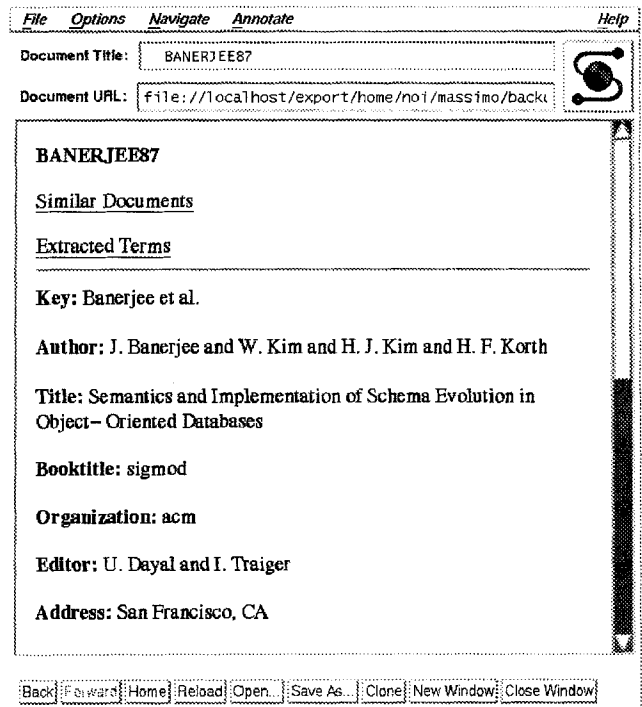 File Options Navigate Annotate Help
Document Title: BANERJEE87
Document URL: file://localhost/export/home/noi/massimo/backu
BANERJEE87
Similar Documents
Extracted Terms
Key: Banerjee et al.
Author: J. Banerjee and W. Kim and H. J. Kim and H. F. Korth
Title: Semantics and Implementation of Schema Evolution in
Object- Oriented Databases
Booktitle: sigmod
Organization: acm
Editor: U. Dayal and I. Traiger
Address: San Francisco, CA
Back Forward Home Reload Open... Save As... Clone New Window Close Window